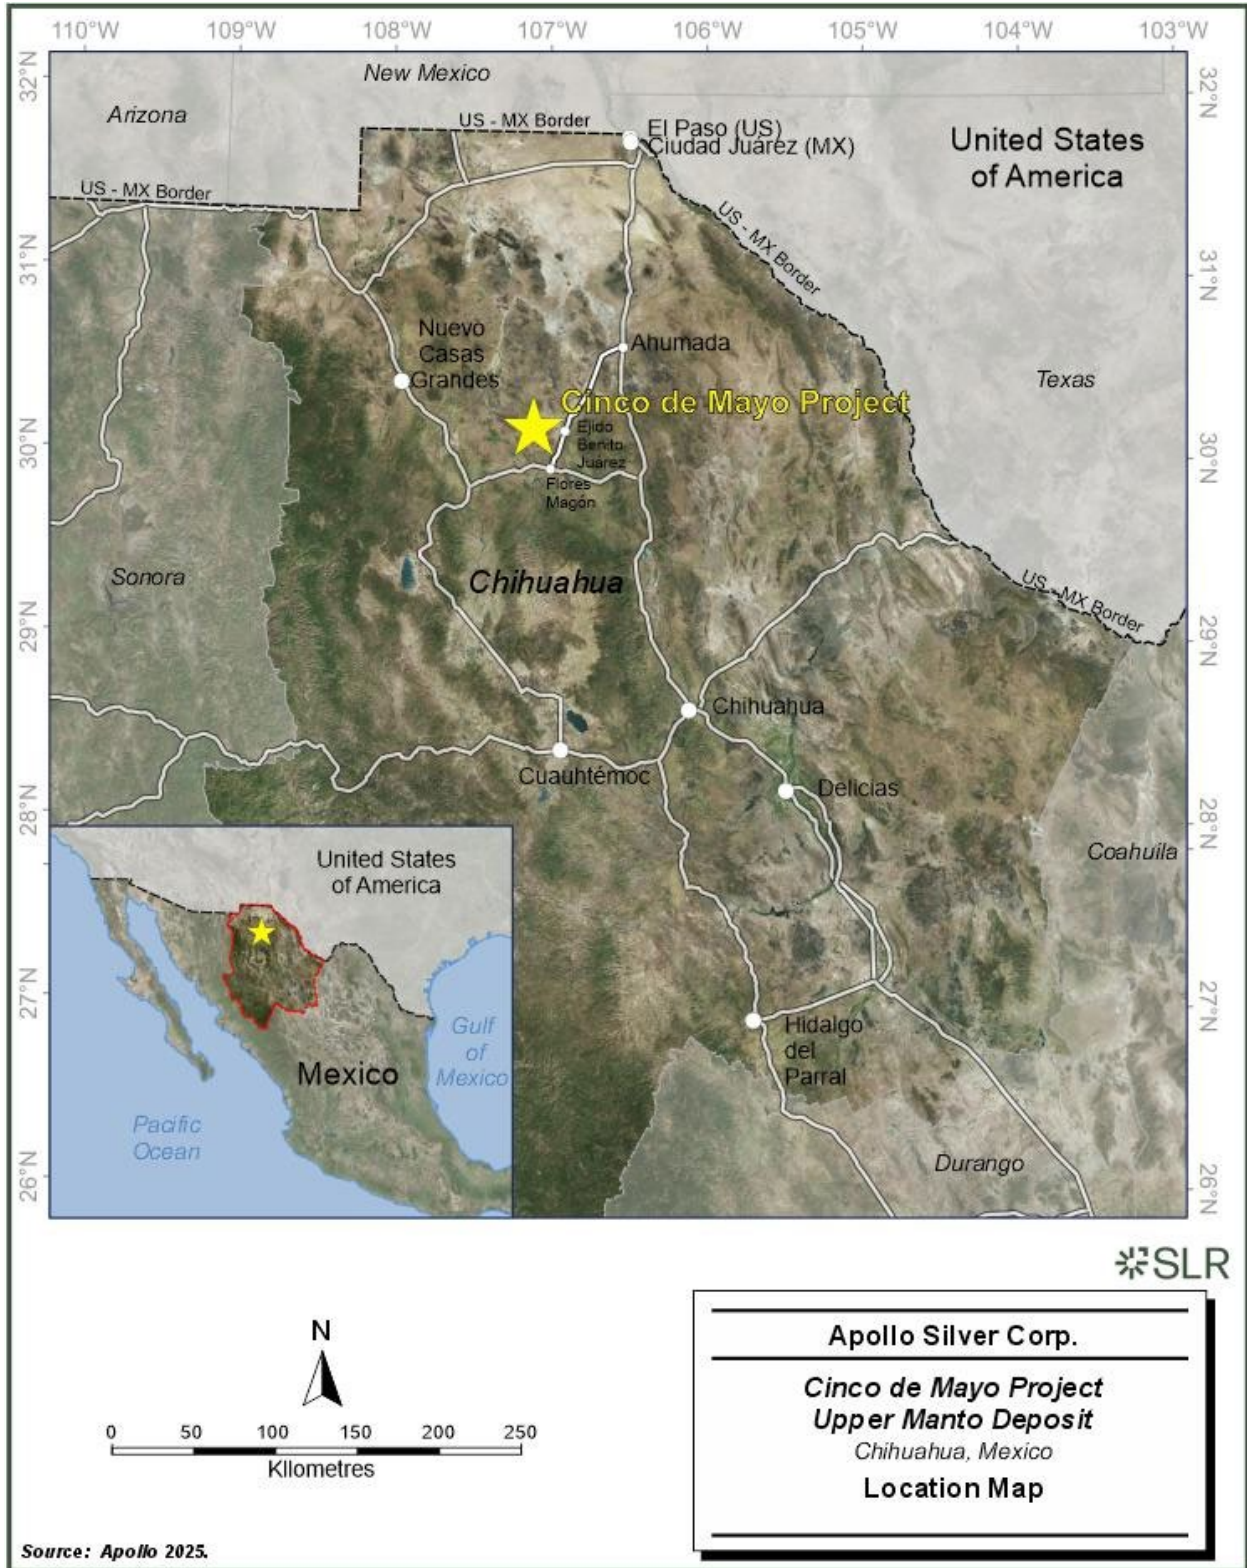 110°W 109°W 108°W 107°W 106°W 105°W 104°W 103°W
32°N
32°N
New Mexico
Arizona
US - MX Border
El Paso (US)
Ciudad Juárez (MX)
United States
of America
US - MX Border
US - MX Border
31°N
31°N
Nuevo
Casas
Grandes
Ahumada
Texas
Cinco de Mayo Project
Ejido
Benito
Juárez
30°N
30°N
Flores
Magón
Sonora
Chihuahua
US - MX Border
29°N
29°N
Chihuahua
Cuauhtémoc
Delicias
28°N
28°N
Coahuila
United States
of America
27°N
27°N
Hidalgo
del
Parral
Gulf
of
Mexico
Mexico
Pacific
Ocean
Durango
26°N
26°N
SLR
N
0 50 100 150 200 250
Kilometres
Apollo Silver Corp.
Cinco de Mayo Project
Upper Manto Deposit
Chihuahua, Mexico
Location Map
Source: Apollo 2025.